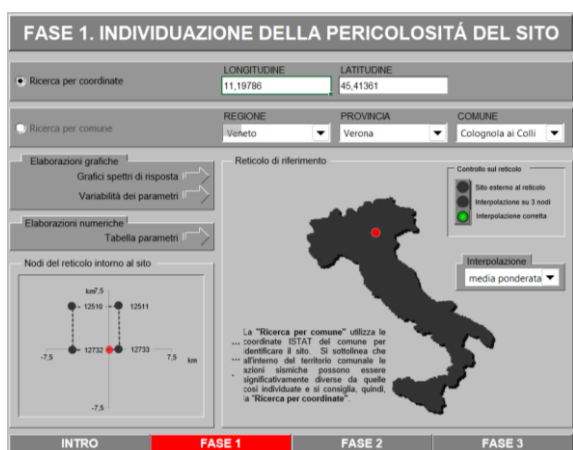 FASE 1. INDIVIDUAZIONE DELLA PERICOLOSITÁ DEL SITO
LONGITUDINE LATITUDINE
Ricerca per coordinate 11,19786 45,41361
REGIONE PROVINCIA COMUNE
Ricerca per comune Veneto Verona Colognola ai Colli
Elaborazioni grafiche
Grafici spettri di risposta
Variabilità dei parametri
Elaborazioni numeriche
Tabella parametri
Nodi del reticolo intorno al sito
km 7,5
12510 12511
-7,5 12732 12733 7,5 km
-7,5
Reticolo di riferimento
Controllo sul reticolo
Sito esterno al reticolo
Interpolazione su 3 nodi
Interpolazione corretta
Interpolazione
media ponderata
La "Ricerca per comune" utilizza le
coordinate ISTAT del comune per
identificare il sito. Si sottolinea che
all'interno del territorio comunale le
azioni sismiche possono essere
significativamente diverse da quelle
così individuate e si consiglia, quindi,
la "Ricerca per coordinate".
INTRO FASE 1 FASE 2 FASE 3